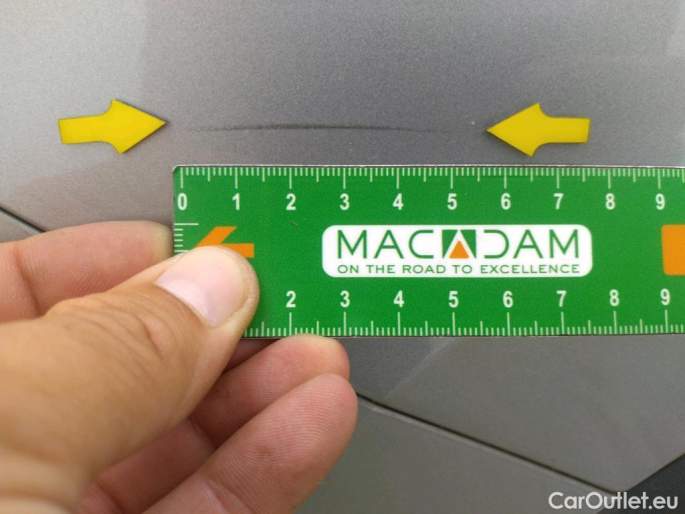 0 1 2 3 4 5 6 7 8 9
MACADAM
ON THE ROAD TO EXCELLENCE
2 3 4 5 6 7 8 9
CarOutlet.eu